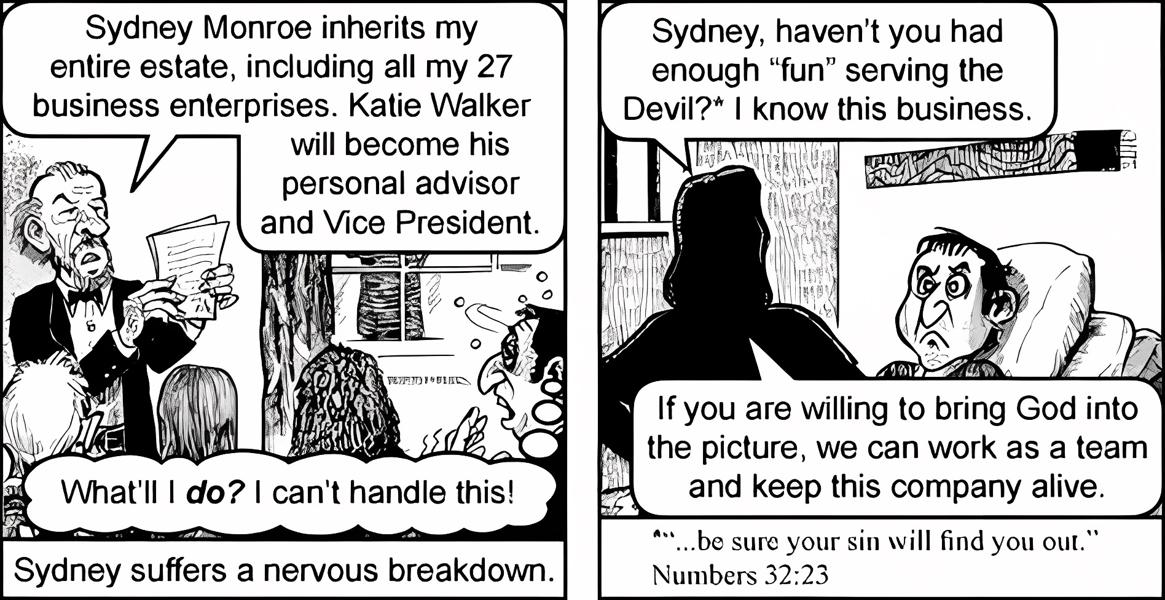 Sydney Monroe inherits my
entire estate, including all my 27
business enterprises. Katie Walker
will become his
personal advisor
and Vice President.
What'll I do? I can't handle this!
Sydney suffers a nervous breakdown.
Sydney, haven't you had
enough “fun” serving the
Devil?* I know this business.
If you are willing to bring God into
the picture, we can work as a team
and keep this company alive.
*“...be sure your sin will find you out.”
Numbers 32:23